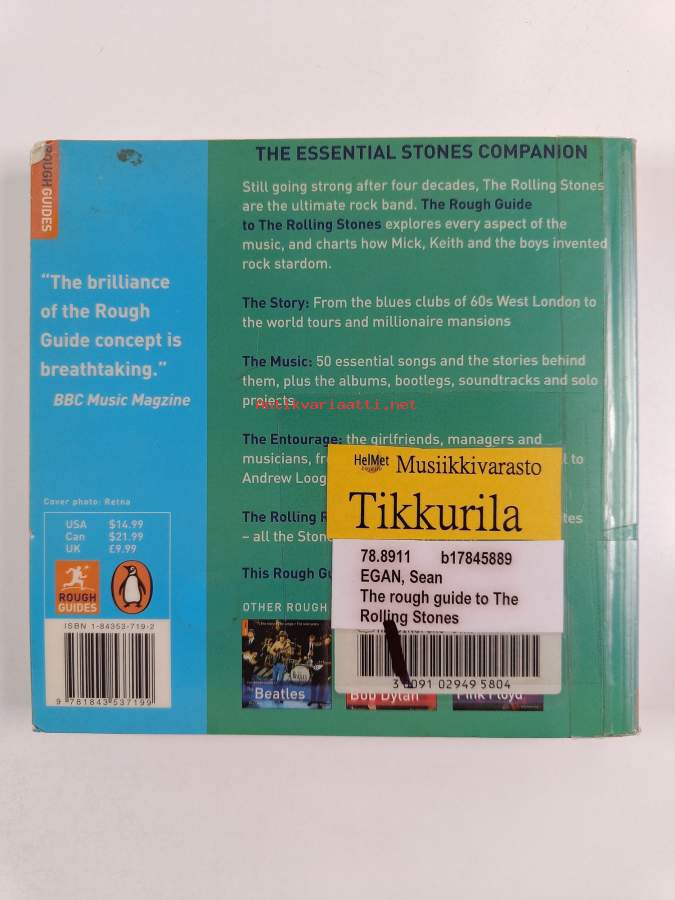 ROUGH GUIDES
THE ESSENTIAL STONES COMPANION
Still going strong after four decades, The Rolling Stones
are the ultimate rock band. The Rough Guide
to The Rolling Stones explores every aspect of the
music, and charts how Mick, Keith and the boys invented
rock stardom.
The Story: From the blues clubs of 60s West London to
the world tours and millionaire mansions
The Music: 50 essential songs and the stories behind
them, plus the albums, bootlegs, soundtracks and solo
projects
Antikvariaatti.net
The Entourage: the girlfriends, managers and
musicians,
Andrew Loog
The Rolling
– all the
This Rough
OTHER ROUGH
Beatles
Bob Dylan
Pink Floyd
"The brilliance
of the Rough
Guide concept is
breathtaking."
BBC Music Magzine
Cover photo: Retna
USA $14.99
Can $21.99
UK £9.99
ROUGH
GUIDES
ISBN 1-84353-719-2
9 781843 537199
HelMet Musiikkivarasto
Tikkurila
78.8911 b17845889
EGAN, Sean
The rough guide to The
Rolling Stones
02949 5804